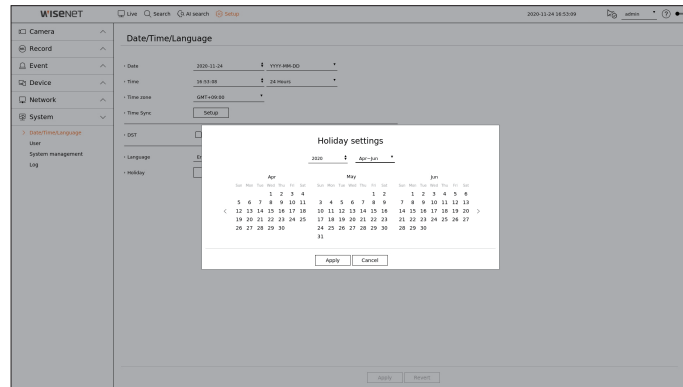 WISENET Live Search AI search Setup 2020-11-24 16:53:09 admin ?
Camera
Record
Event
Device
Network
System
Date/Time/Language
User
System management
Log
Date/Time/Language
Date 2020-11-24 YYYY-MM-DD
Time 16:53:08 24 Hours
Time zone GMT+09:00
Time Sync Setup
DST
Language En
Holiday
Holiday settings
2020 Apr~Jun
Apr May Jun
Sun Mon Tue Wed Thu Fri Sat Sun Mon Tue Wed Thu Fri Sat Sun Mon Tue Wed Thu Fri Sat
1 2 3 4 1 2 1 2 3 4 5 6
5 6 7 8 9 10 11 3 4 5 6 7 8 9 7 8 9 10 11 12 13
< 12 13 14 15 16 17 18 10 11 12 13 14 15 16 14 15 16 17 18 19 20 >
19 20 21 22 23 24 25 17 18 19 20 21 22 23 21 22 23 24 25 26 27
26 27 28 29 30 24 25 26 27 28 29 30 28 29 30
31
Apply Cancel
Apply Revert